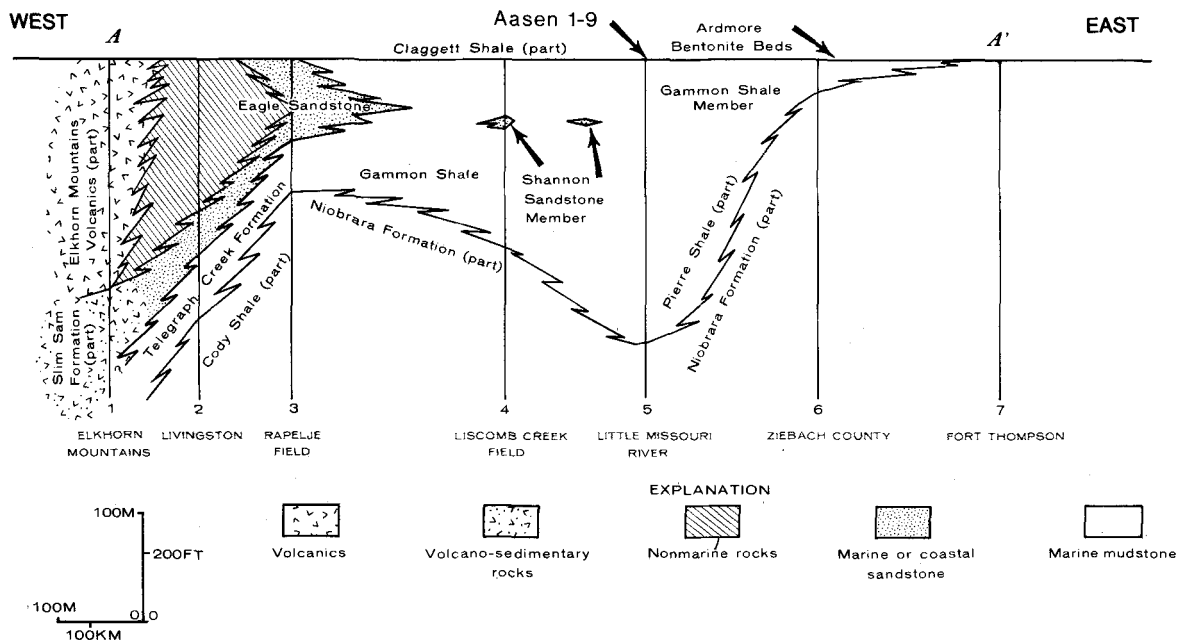 WEST
Aasen 1-9
Ardmore
Bentonite Beds
EAST
A
A'
Claggett Shale (part)
Eagle Sandstone
Gammon Shale
Member
Elkhorn Mountains
Volcanics (part)
Slim Sam
Formation
(part)
Telegraph Creek Formation
Cody Shale (part)
Gammon Shale
Niobrara Formation (part)
Shannon
Sandstone
Member
Pierre Shale (part)
Niobrara Formation (part)
1
2
3
4
5
6
7
ELKHORN
MOUNTAINS
LIVINGSTON
RAPELJE
FIELD
LISCOMB CREEK
FIELD
LITTLE MISSOURI
RIVER
ZIEBACH COUNTY
FORT THOMPSON
EXPLANATION
100M
200FT
100M
0
0
100KM
Volcanics
Volcano-sedimentary
rocks
Nonmarine rocks
Marine or coastal
sandstone
Marine mudstone